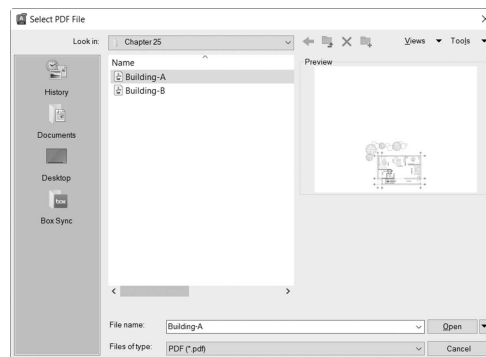 Select PDF File
Look in:
Chapter 25
Views
Tools
Name
Preview
Building-A
Building-B
History
Documents
Desktop
box
Box Sync
File name:
Building-A
Open
Files of type:
PDF (*.pdf)
Cancel